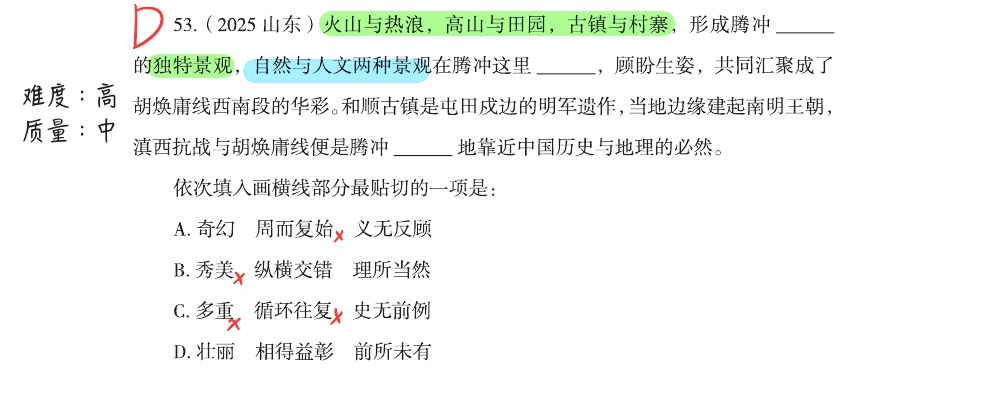 D 53.（2025 山东）火山与热浪，高山与田园，古镇与村寨，形成腾冲 ______
的独特景观，自然与人文两种景观在腾冲这里 ______，顾盼生姿，共同汇聚成了
难度：高
胡焕庸线西南段的华彩。和顺古镇是屯田戍边的明军遗作，当地边缘建起南明王朝，
质量：中
滇西抗战与胡焕庸线便是腾冲 ______ 地靠近中国历史与地理的必然。
依次填入画横线部分最贴切的一项是：
A. 奇幻 周而复始× 义无反顾
B. 秀美× 纵横交错 理所当然
C. 多重× 循环往复× 史无前例
D. 壮丽 相得益彰 前所未有